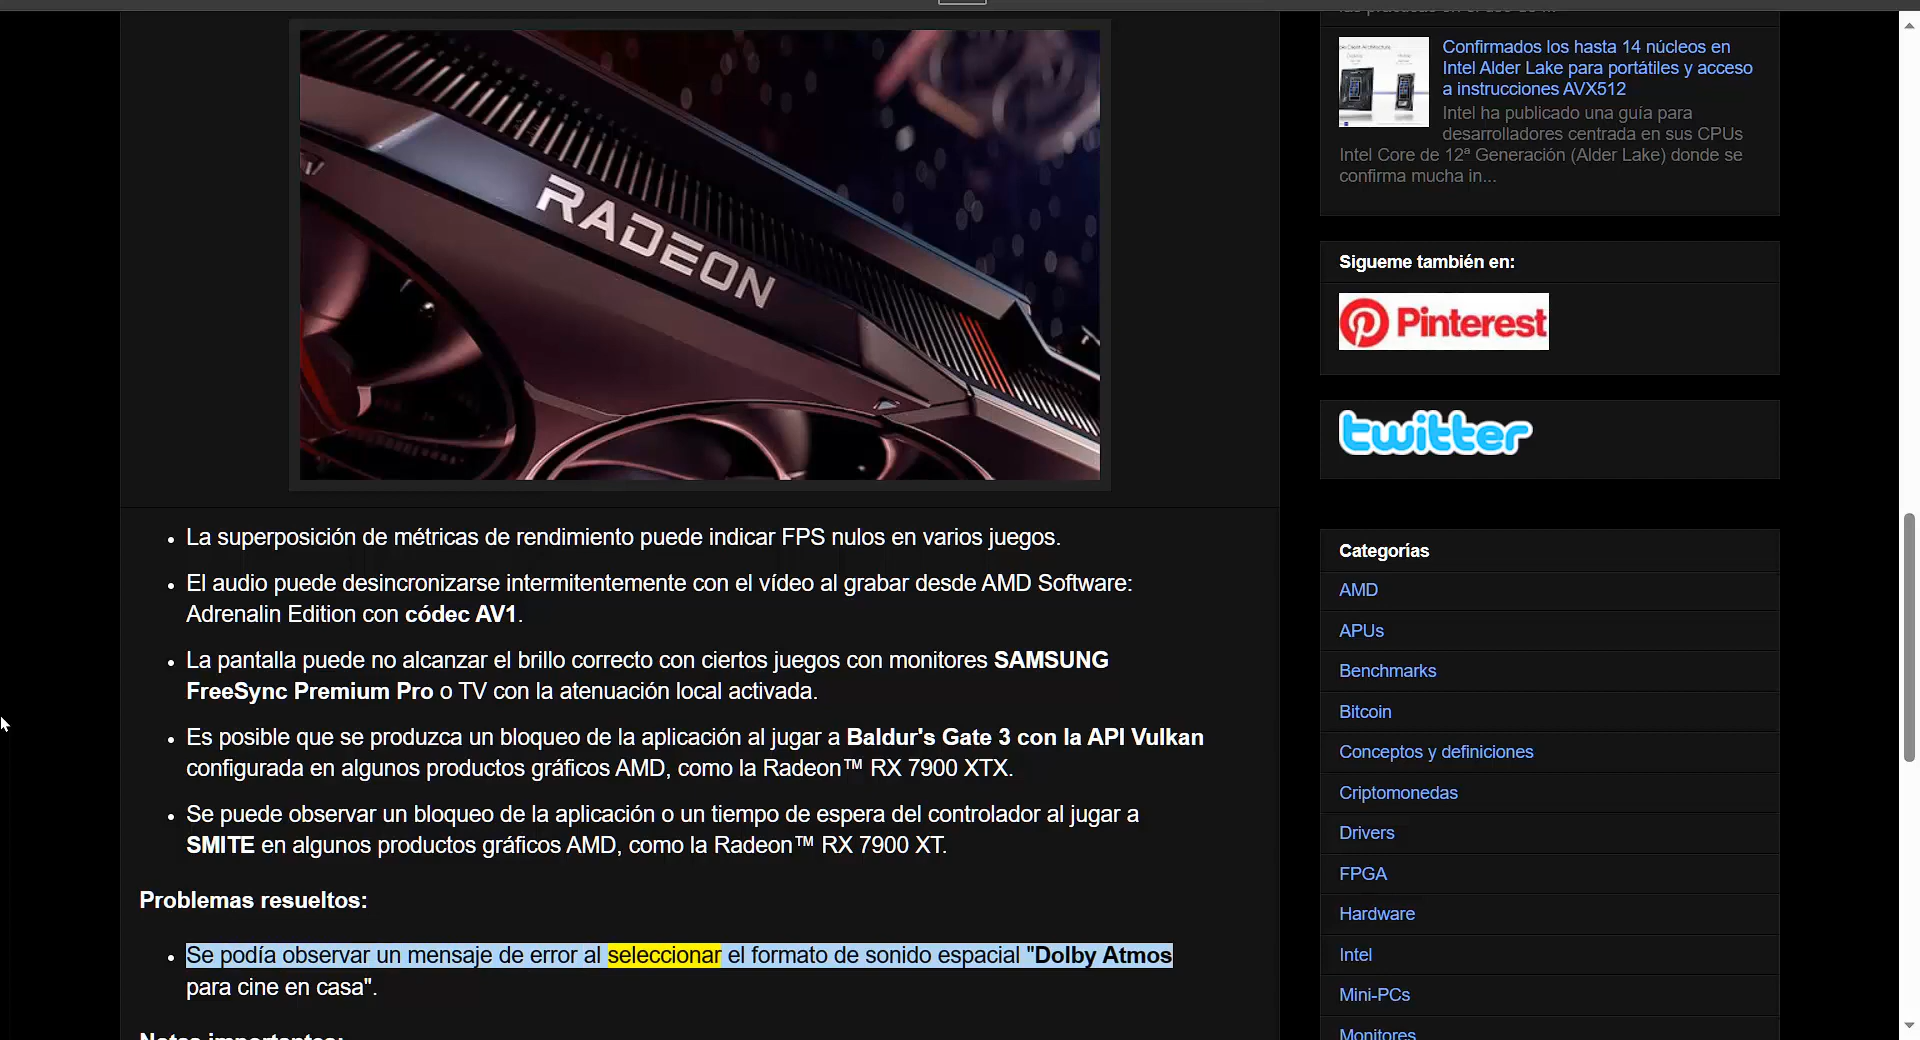 RADEON
La superposición de métricas de rendimiento puede indicar FPS nulos en varios juegos.
El audio puede desincronizarse intermitentemente con el vídeo al grabar desde AMD Software:
Adrenalin Edition con códec AV1.
La pantalla puede no alcanzar el brillo correcto con ciertos juegos con monitores SAMSUNG
FreeSync Premium Pro o TV con la atenuación local activada.
Es posible que se produzca un bloqueo de la aplicación al jugar a Baldur's Gate 3 con la API Vulkan
configurada en algunos productos gráficos AMD, como la Radeon™ RX 7900 XTX.
Se puede observar un bloqueo de la aplicación o un tiempo de espera del controlador al jugar a
SMITE en algunos productos gráficos AMD, como la Radeon™ RX 7900 XT.
Problemas resueltos:
Se podía observar un mensaje de error al seleccionar el formato de sonido espacial "Dolby Atmos
para cine en casa".
Notas importantes:
Confirmados los hasta 14 núcleos en
Intel Alder Lake para portátiles y acceso
a instrucciones AVX512
Intel ha publicado una guía para
desarrolladores centrada en sus CPUs
Intel Core de 12ª Generación (Alder Lake) donde se
confirma mucha in...
Sigueme también en:
Pinterest
twitter
Categorías
AMD
APUs
Benchmarks
Bitcoin
Conceptos y definiciones
Criptomonedas
Drivers
FPGA
Hardware
Intel
Mini-PCs
Monitores